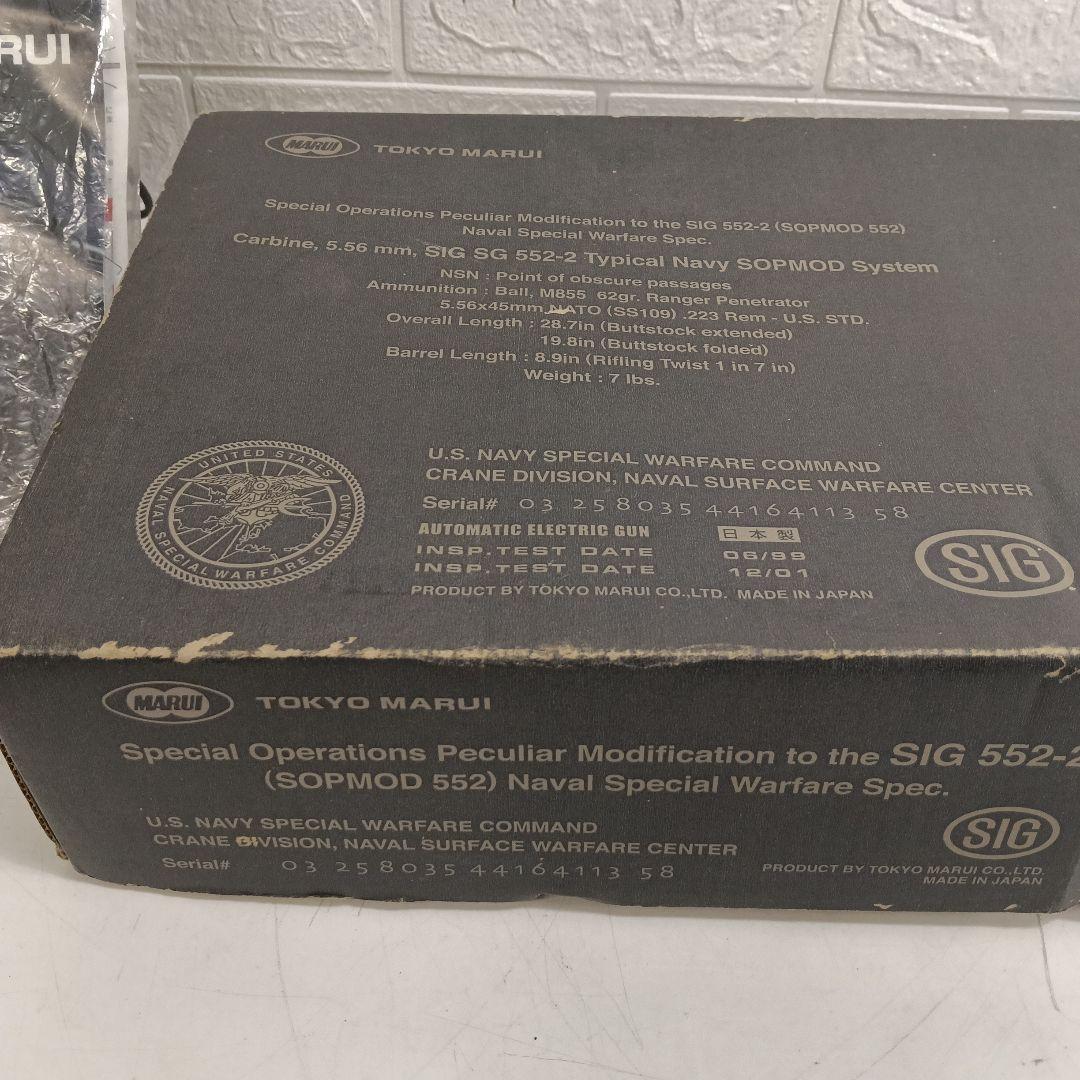 RUI
MARUI TOKYO MARUI
Special Operations Peculiar Modification to the SIG 552-2 (SOPMOD 552)
Naval Special Warfare Spec.
Carbine, 5.56 mm, SIG SG 552-2 Typical Navy SOPMOD System
NSN : Point of obscure passages
Ammunition : Ball, M855 62gr. Ranger Penetrator
5.56x45mm NATO (SS109) .223 Rem - U.S. STD.
Overall Length : 28.7in (Buttstock extended)
19.8in (Buttstock folded)
Barrel Length : 8.9in (Rifling Twist 1 in 7 in)
Weight : 7 lbs.
UNITED STATES
NAVAL SPECIAL WARFARE COMMAND
U.S. NAVY SPECIAL WARFARE COMMAND
CRANE DIVISION, NAVAL SURFACE WARFARE CENTER
Serial# 03 258035 44164113 58
AUTOMATIC ELECTRIC GUN 日本製
INSP.TEST DATE 06/99
INSP.TEST DATE 12/01
PRODUCT BY TOKYO MARUI CO.,LTD. MADE IN JAPAN
SIG
MARUI TOKYO MARUI
Special Operations Peculiar Modification to the SIG 552-2
(SOPMOD 552) Naval Special Warfare Spec.
U.S. NAVY SPECIAL WARFARE COMMAND
CRANE DIVISION, NAVAL SURFACE WARFARE CENTER
Serial# 03 258035 44164113 58
SIG
PRODUCT BY TOKYO MARUI CO.,LTD.
MADE IN JAPAN